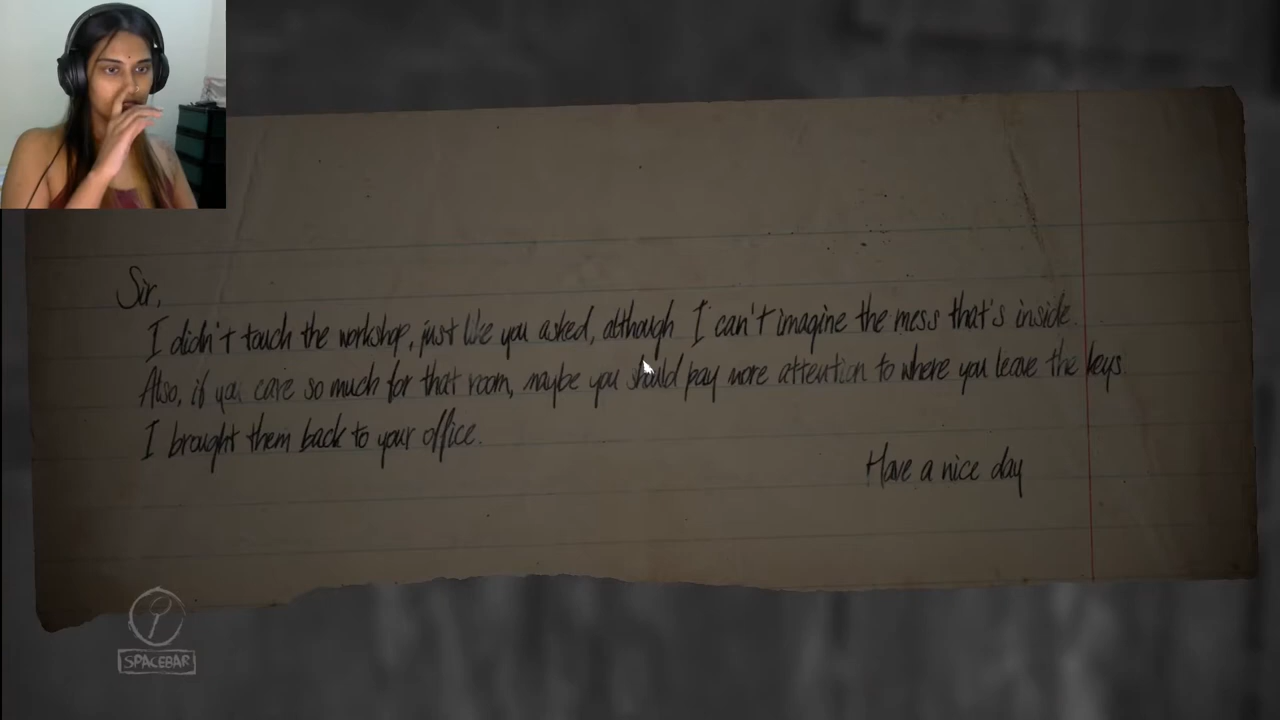 Sir,
I didn't touch the workshop, just like you asked, although I can't imagine the mess that's inside.
Also, if you care so much for that room, maybe you should pay more attention to where you leave the keys.
I brought them back to your office.
Have a nice day
SPACEBAR